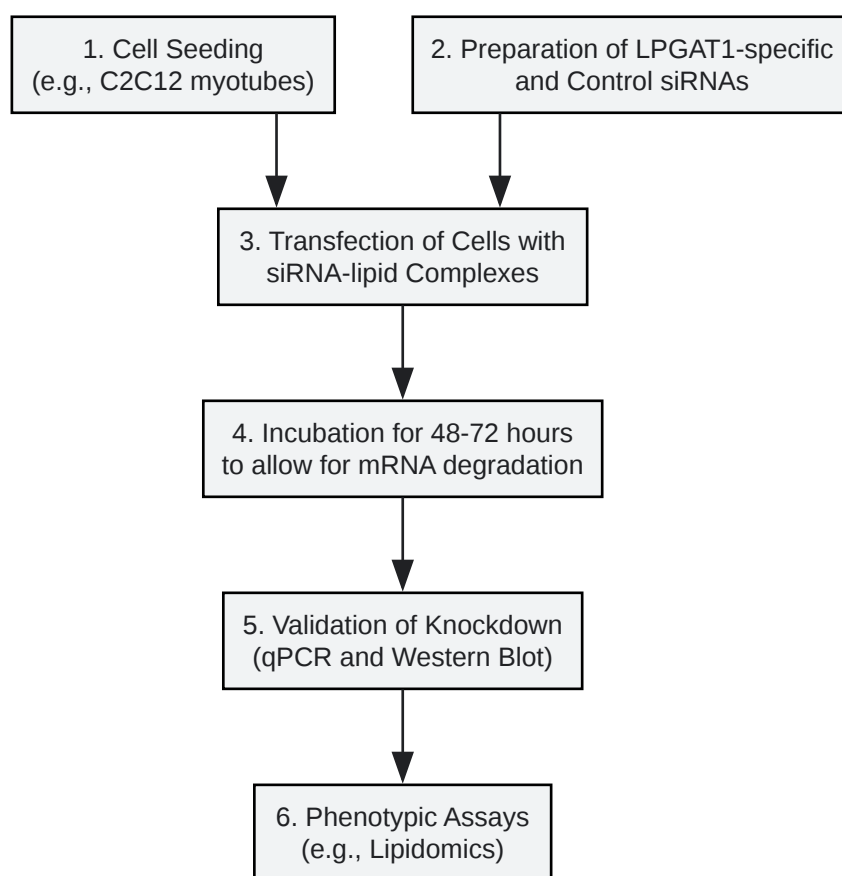 1. Cell Seeding
(e.g., C2C12 myotubes)
2. Preparation of LPGAT1-specific
and Control siRNAs
3. Transfection of Cells with
siRNA-lipid Complexes
4. Incubation for 48-72 hours
to allow for mRNA degradation
5. Validation of Knockdown
(qPCR and Western Blot)
6. Phenotypic Assays
(e.g., Lipidomics)